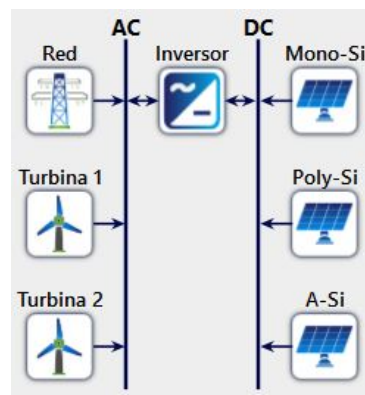 AC DC
Red Inversor Mono-Si
Turbina 1 Poly-Si
Turbina 2 A-Si